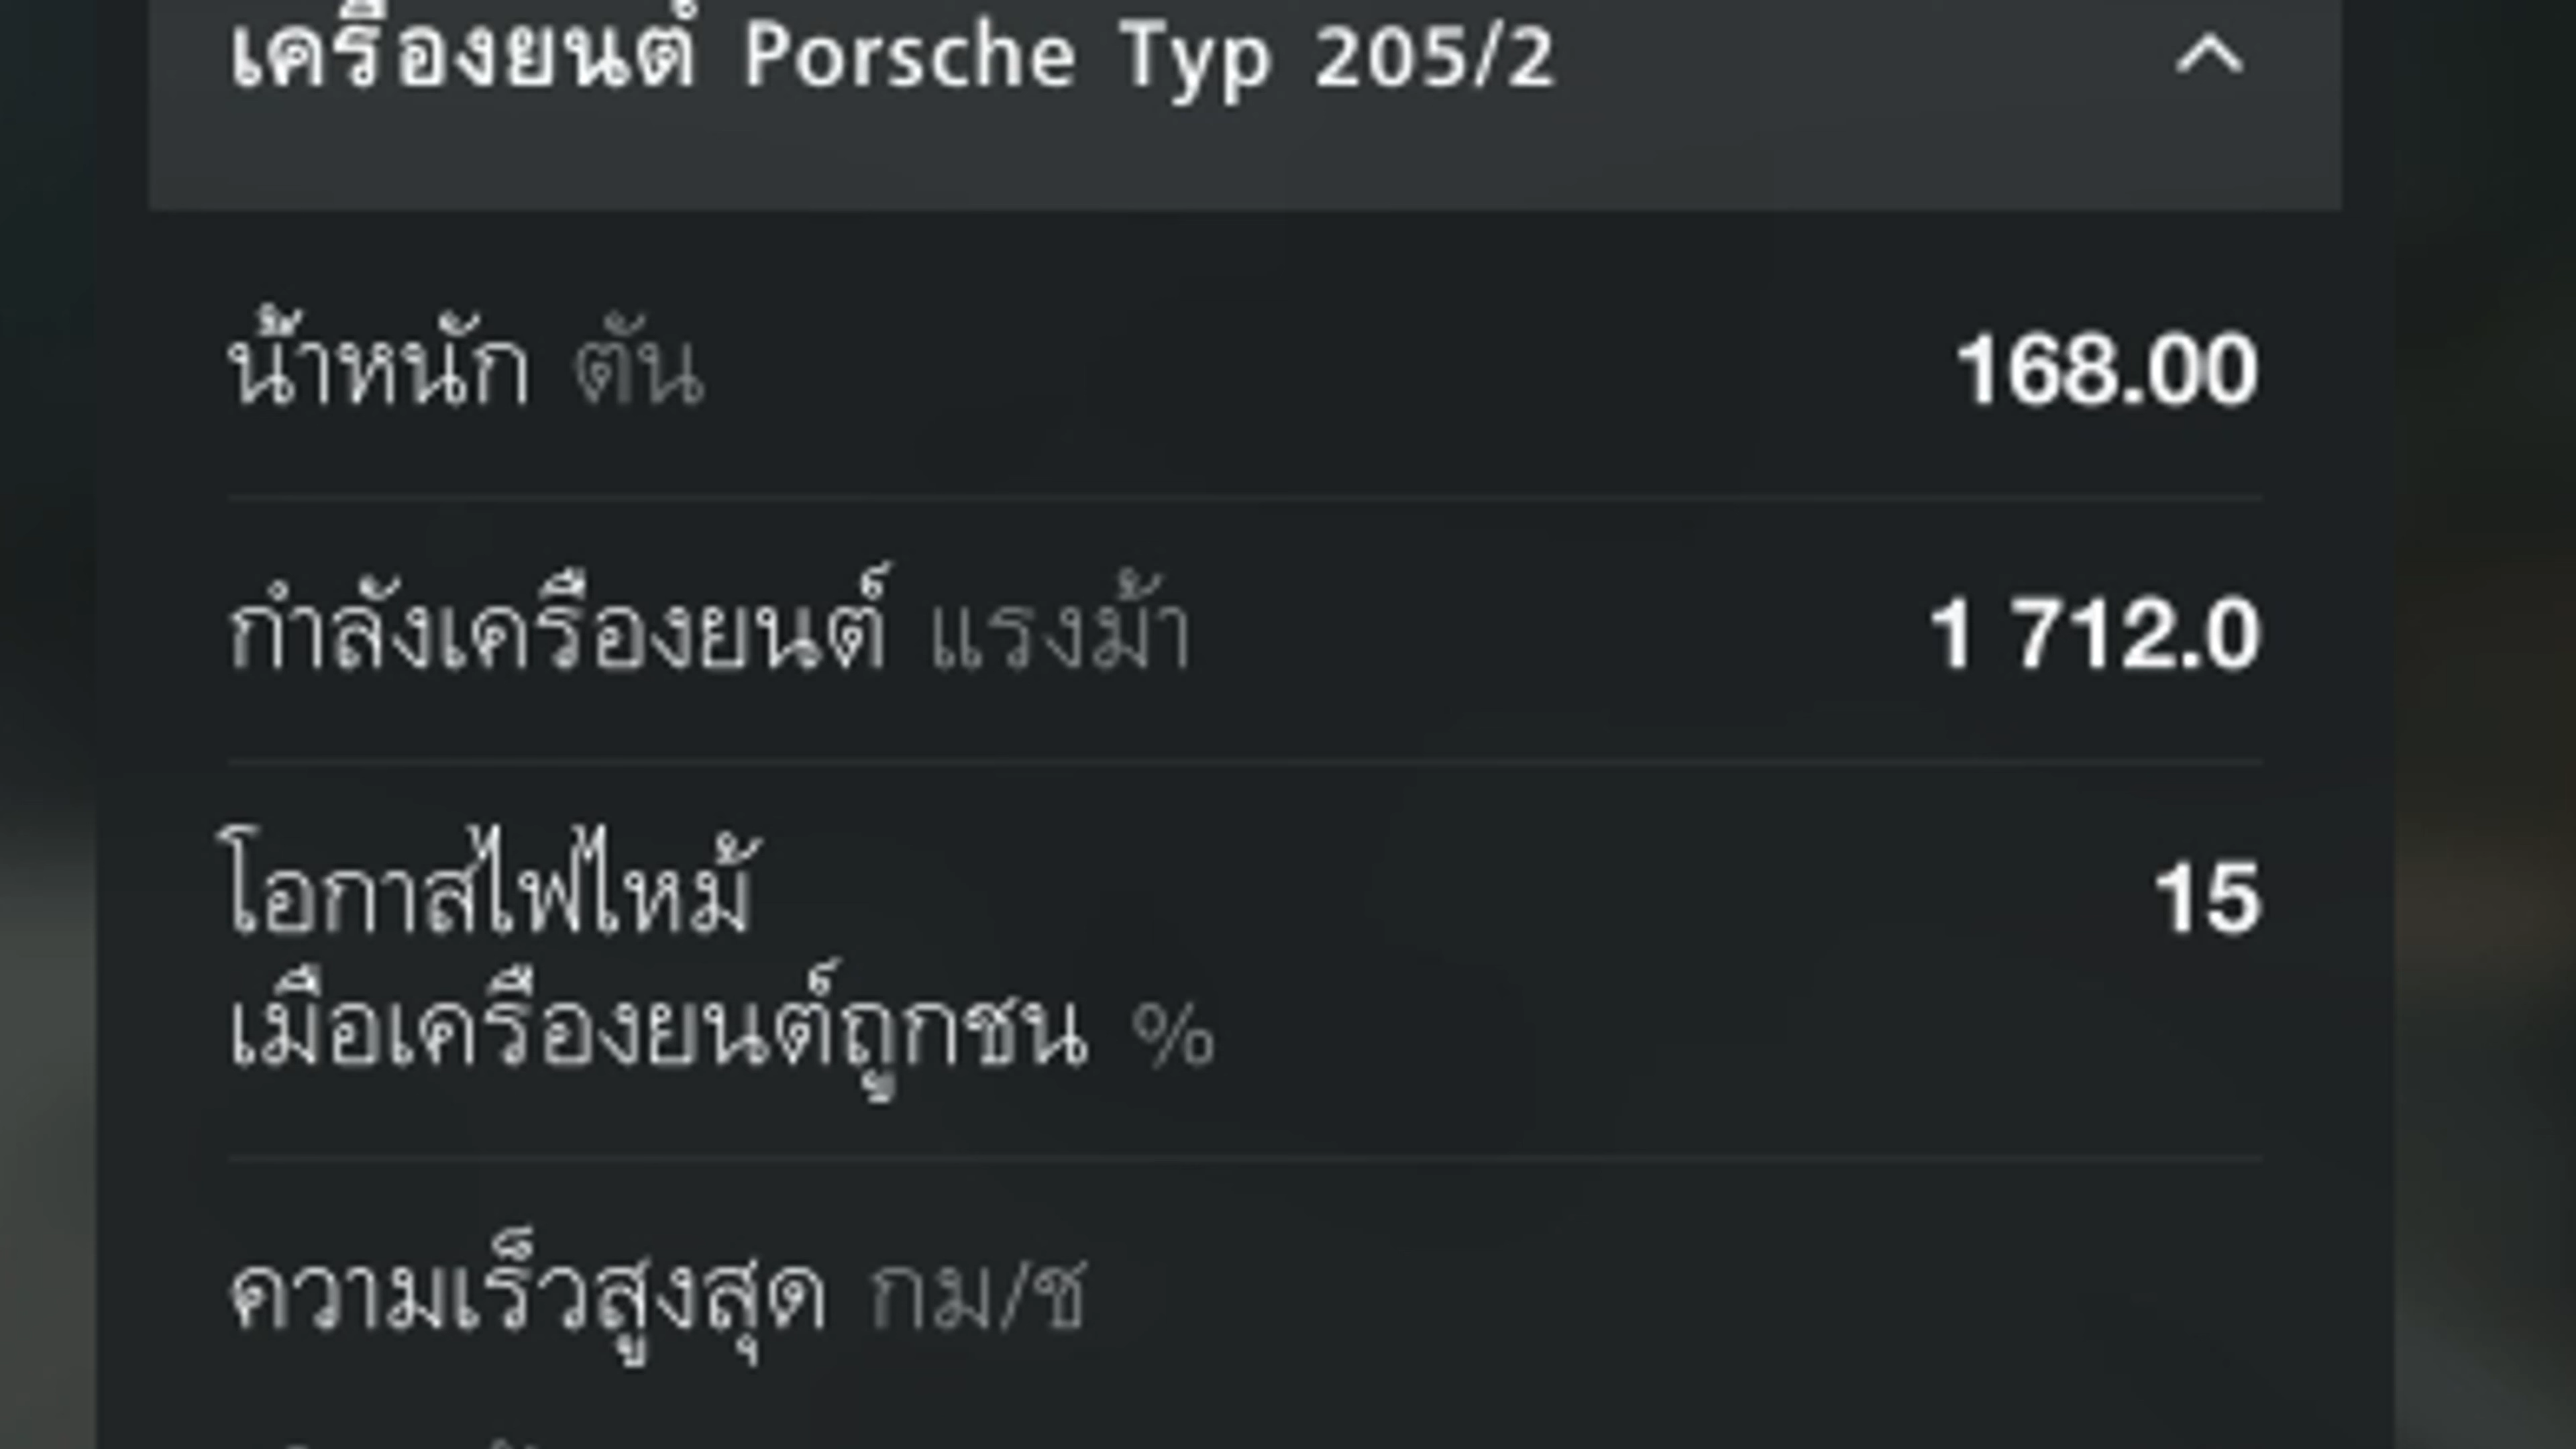 เครื่องยนต์ Porsche Typ 205/2
น้ำหนัก ตัน 168.00
กำลังเครื่องยนต์ แรงม้า 1 712.0
โอกาสไฟไหม้ 15
เมื่อเครื่องยนต์ถูกชน %
ความเร็วสูงสุด กม/ช